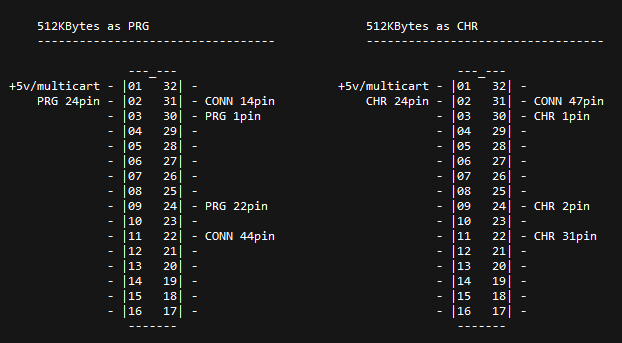 512KBytes as PRG                            512KBytes as CHR
--------------------------------            --------------------------------

            ---_---                                     ---_---
+5v/multicart - |01   32| -                 +5v/multicart - |01   32| -
      PRG 24pin - |02   31| - CONN 14pin          CHR 24pin - |02   31| - CONN 47pin
              - |03   30| - PRG 1pin                      - |03   30| - CHR 1pin
              - |04   29| -                               - |04   29| -
              - |05   28| -                               - |05   28| -
              - |06   27| -                               - |06   27| -
              - |07   26| -                               - |07   26| -
              - |08   25| -                               - |08   25| -
              - |09   24| - PRG 22pin                     - |09   24| - CHR 2pin
              - |10   23| -                               - |10   23| -
              - |11   22| - CONN 44pin                    - |11   22| - CHR 31pin
              - |12   21| -                               - |12   21| -
              - |13   20| -                               - |13   20| -
              - |14   19| -                               - |14   19| -
              - |15   18| -                               - |15   18| -
              - |16   17| -                               - |16   17| -
                -------                                     -------